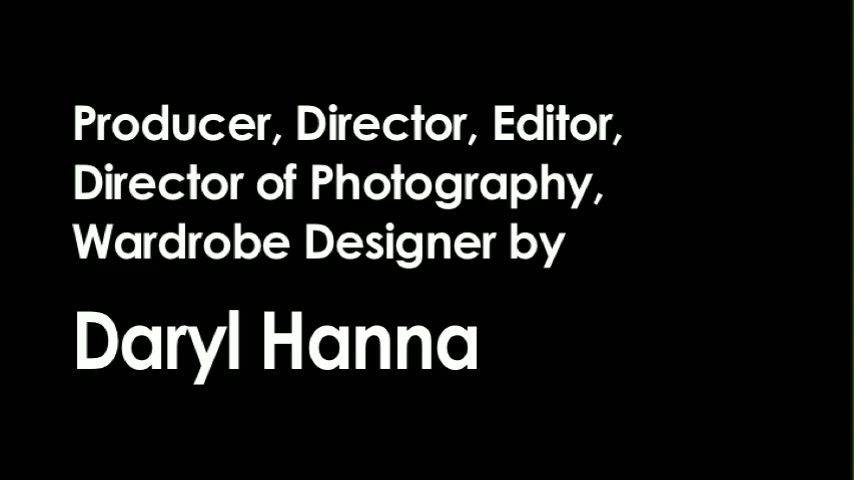 Producer, Director, Editor,
Director of Photography,
Wardrobe Designer by
Daryl Hanna